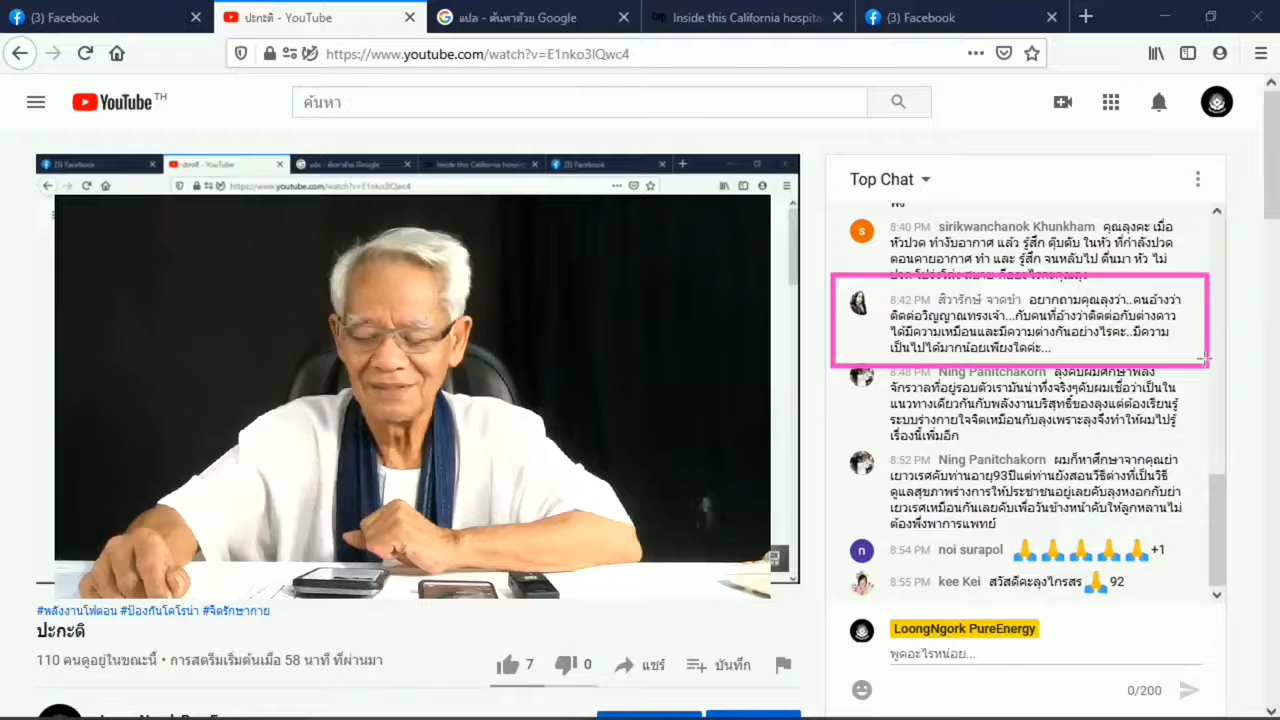 (3) Facebook
ปะกะติ - YouTube
แปล - ค้นหาด้วย Google
Inside this California hospita
(3) Facebook
https://www.youtube.com/watch?v=E1nko3lQwc4
YouTube TH
ค้นหา
(3) Facebook
ปะกะติ - YouTube
แปล - ค้นหาด้วย Google
Inside this California hospita
(3) Facebook
https://www.youtube.com/watch?v=E1nko3lQwc4
#พลังงานโฟตอน #ป้องกันโคโรน่า #จิตรักษากาย
ปะกะติ
110 คนดูอยู่ในขณะนี้ • การสตรีมเริ่มต้นเมื่อ 58 นาที ที่ผ่านมา
7
0
แชร์
บันทึก
Top Chat
s
8:40 PM sirikwanchanok Khunkham คุณลุงคะ เมื่อ
หัวปวด ทำงับอากาศ แล้ว รู้สึก ตุ๊บตั๊บ ในหัว ที่กำลังปวด
ตอนคายอากาศ ทำ และ รู้สึก จนหลับไป ตื่นมา หัว ไม่
8:42 PM สิวารักษ์ จาดขำ อยากถามคุณลุงว่า..คนอ้างว่า
ติดต่อวิญญาณทรงเจ้า...กับคนที่อ้างว่าติดต่อกับต่างดาว
ได้มีความเหมือนและมีความต่างกันอย่างไรคะ..มีความ
เป็นไปได้มากน้อยเพียงใดค่ะ...
8:48 PM Ning Panitchakorn ลุงคับผมศึกษาพลัง
จักรวาลที่อยู่รอบตัวเรามันน่าทึ่งจริงๆคับผมเชื่อว่าเป็นใน
แนวทางเดียวกันกับพลังงานบริสุทธิ์ของลุงแต่ต้องเรียนรู้
ระบบร่างกายใจจิตเหมือนกับลุงเพราะลุงจึงทำให้ผมไปรู้
เรื่องนี้เพิ่มอีก
8:52 PM Ning Panitchakorn ผมก็หาศึกษาจากคุณย่า
เยาวเรศคับท่านอายุ93ปีแต่ท่านยังสอนวีธีต่างที่เป็นวิธี
ดูแลสุขภาพร่างการให้ประชาชนอยู่เลยคับลุงหงอกกับย่า
เยวเรศเหมือนกันเลยคับเพื่อวันข้างหน้าคับให้ลูกหลานไม่
ต้องพึ่งพาการแพทย์
n
8:54 PM noi surapol 🙏🙏🙏🙏🙏+1
8:55 PM kee Kei สวัสดีคะลุงไกรสร🙏92
LoongNgork PureEnergy
พูดอะไรหน่อย...
0/200